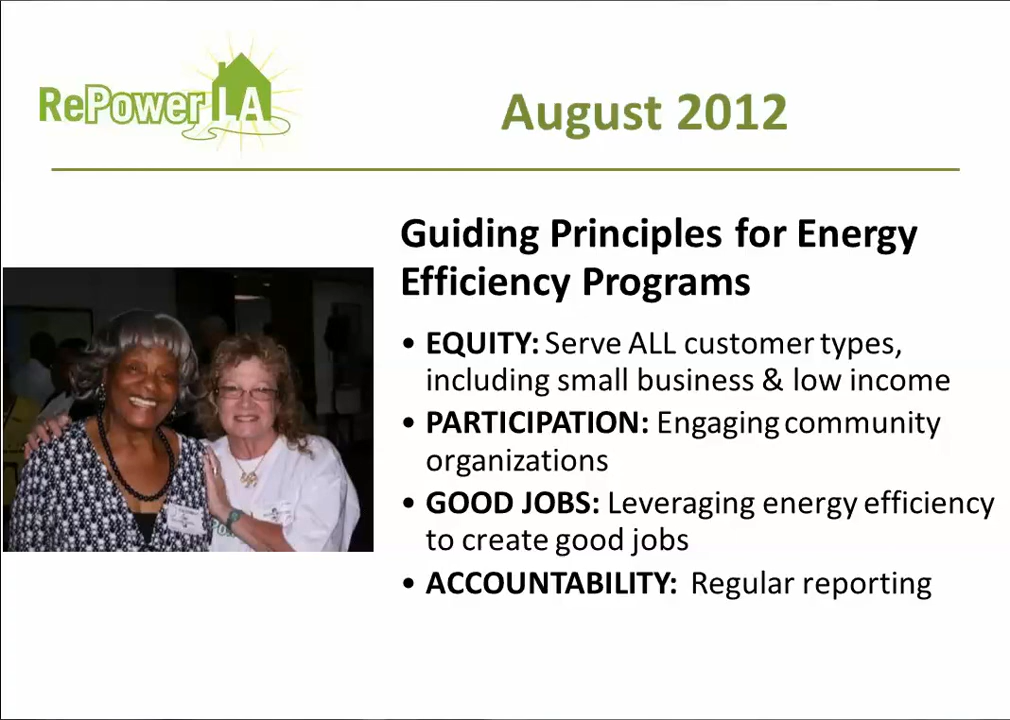 RePower LA
August 2012
Guiding Principles for Energy
Efficiency Programs
• EQUITY: Serve ALL customer types,
including small business & low income
• PARTICIPATION: Engaging community
organizations
• GOOD JOBS: Leveraging energy efficiency
to create good jobs
• ACCOUNTABILITY: Regular reporting